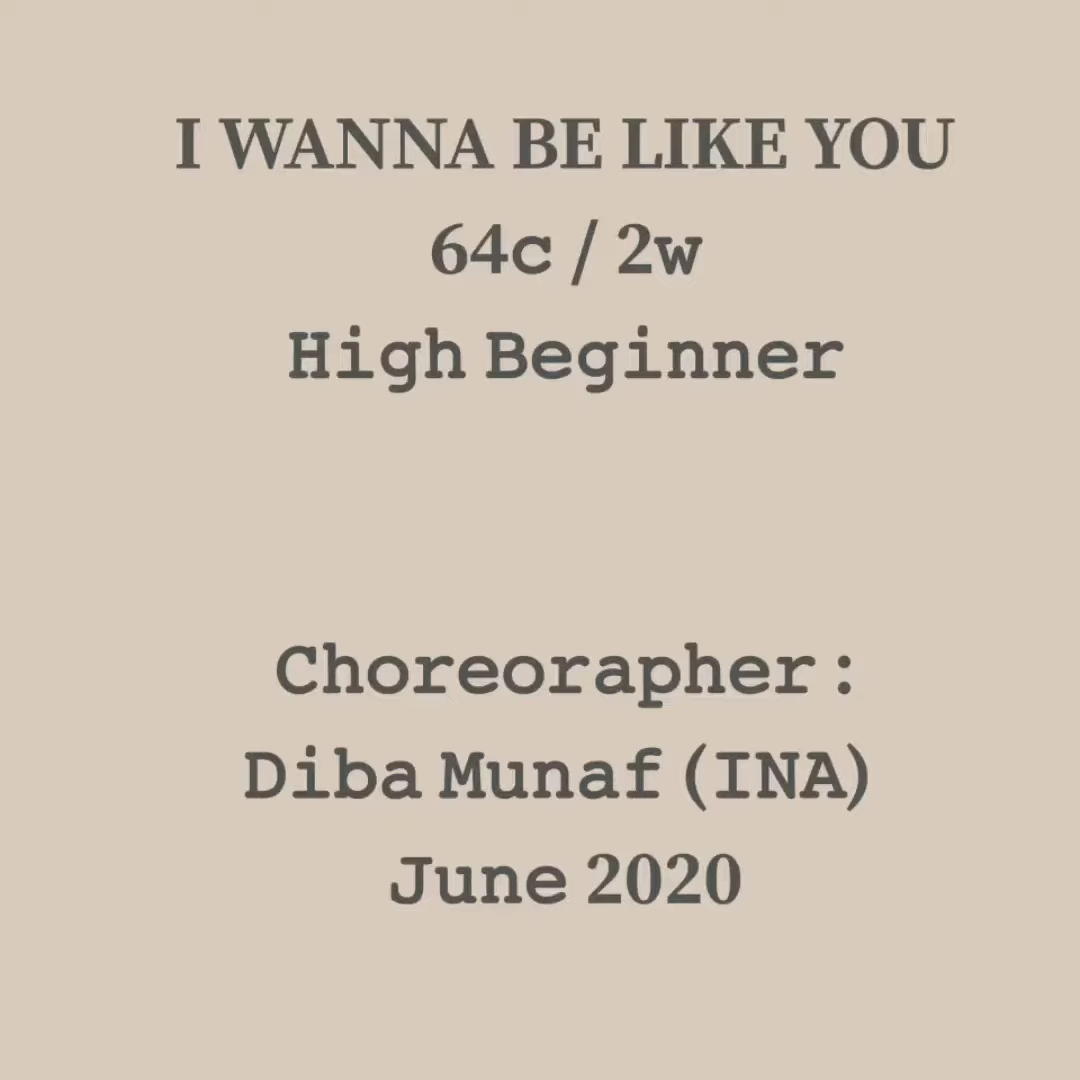 I WANNA BE LIKE YOU
64c / 2w
High Beginner
Choreorapher :
Diba Munaf (INA)
June 2020